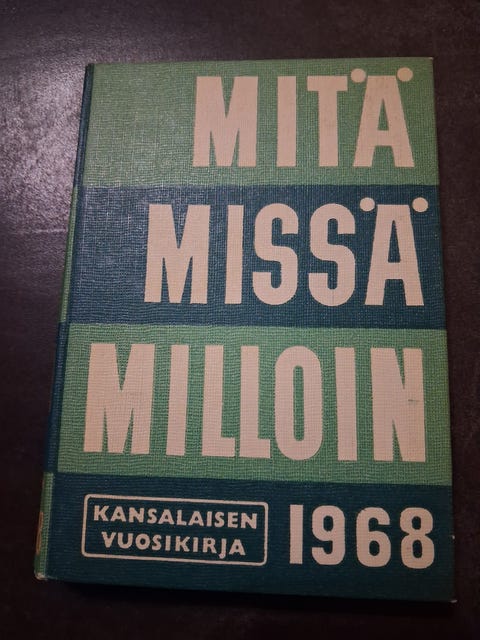 MITÄ
MISSÄ
MILLOIN
KANSALAISEN
VUOSIKIRJA
1968